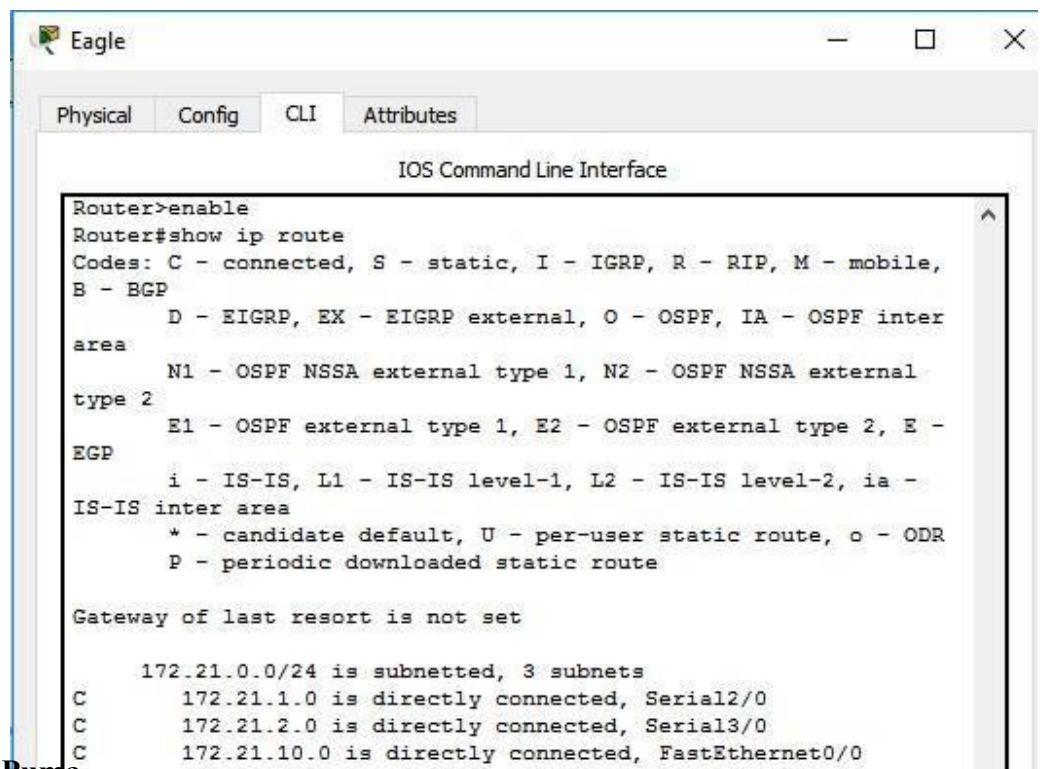 Eagle
Physical Config CLI Attributes
IOS Command Line Interface
Router>enable
Router#show ip route
Codes: C - connected, S - static, I - IGRP, R - RIP, M - mobile,
B - BGP
D - EIGRP, EX - EIGRP external, O - OSPF, IA - OSPF inter
area
N1 - OSPF NSSA external type 1, N2 - OSPF NSSA external
type 2
E1 - OSPF external type 1, E2 - OSPF external type 2, E -
EGP
i - IS-IS, L1 - IS-IS level-1, L2 - IS-IS level-2, ia -
IS-IS inter area
* - candidate default, U - per-user static route, o - ODR
P - periodic downloaded static route
Gateway of last resort is not set
172.21.0.0/24 is subnetted, 3 subnets
C 172.21.1.0 is directly connected, Serial2/0
C 172.21.2.0 is directly connected, Serial3/0
C 172.21.10.0 is directly connected, FastEthernet0/0